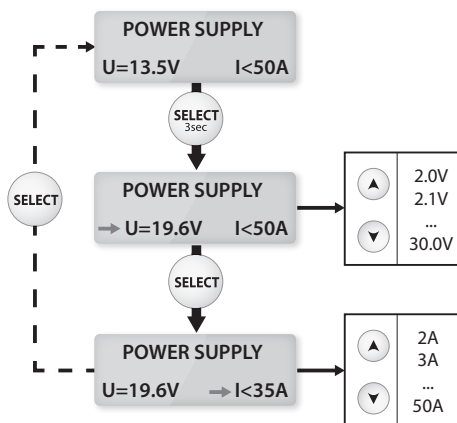 POWER SUPPLY
U=13.5V I<50A
SELECT
3sec
SELECT
POWER SUPPLY
→ U=19.6V I<50A
2.0V
2.1V
...
30.0V
SELECT
POWER SUPPLY
U=19.6V → I<35A
2A
3A
...
50A